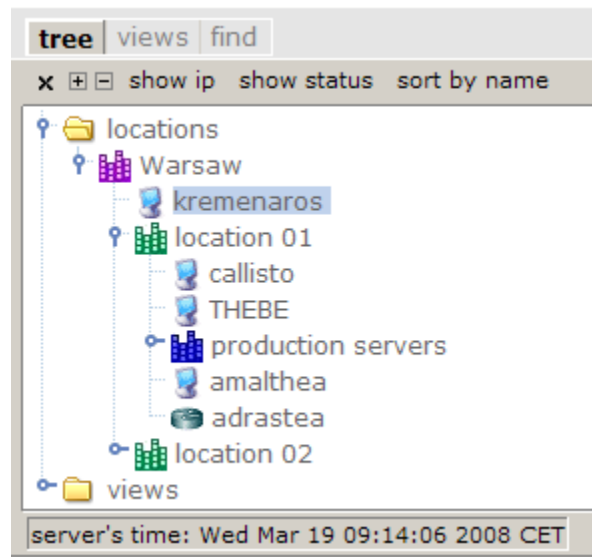 tree views find
x show ip show status sort by name
locations
Warsaw
kremenaros
location 01
callisto
THEBE
production servers
amalthea
adrastea
location 02
views
server's time: Wed Mar 19 09:14:06 2008 CET